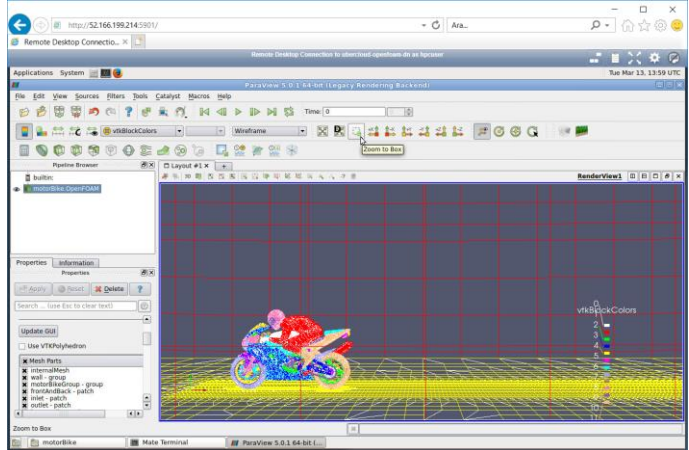 http://52.166.199.214:5901/
Ara...
Remote Desktop Connectio...
Remote Desktop Connection to ubercloud-openfoam-dn as hpcuser
Applications System
Tue Mar 13, 13:59 UTC
ParaView 5.0.1 64-bit (Legacy Rendering Backend)
File Edit View Sources Filters Tools Catalyst Macros Help
Time: 0
vtkBlockColors
Wireframe
Zoom to Box
Pipeline Browser
Layout #1
builtin:
motorBike.OpenFOAM
RenderView1
Properties Information
Properties
Apply Reset Delete ?
Search ... (use Esc to clear text)
Update GUI
Use VTKPolyhedron
Mesh Parts
internalMesh
wall - group
motorBikeGroup - group
frontAndBack - patch
inlet - patch
outlet - patch
vtkBlockColors
0
2
3
4
5
Zoom to Box
motorBike
Mate Terminal
ParaView 5.0.1 64-bit (...